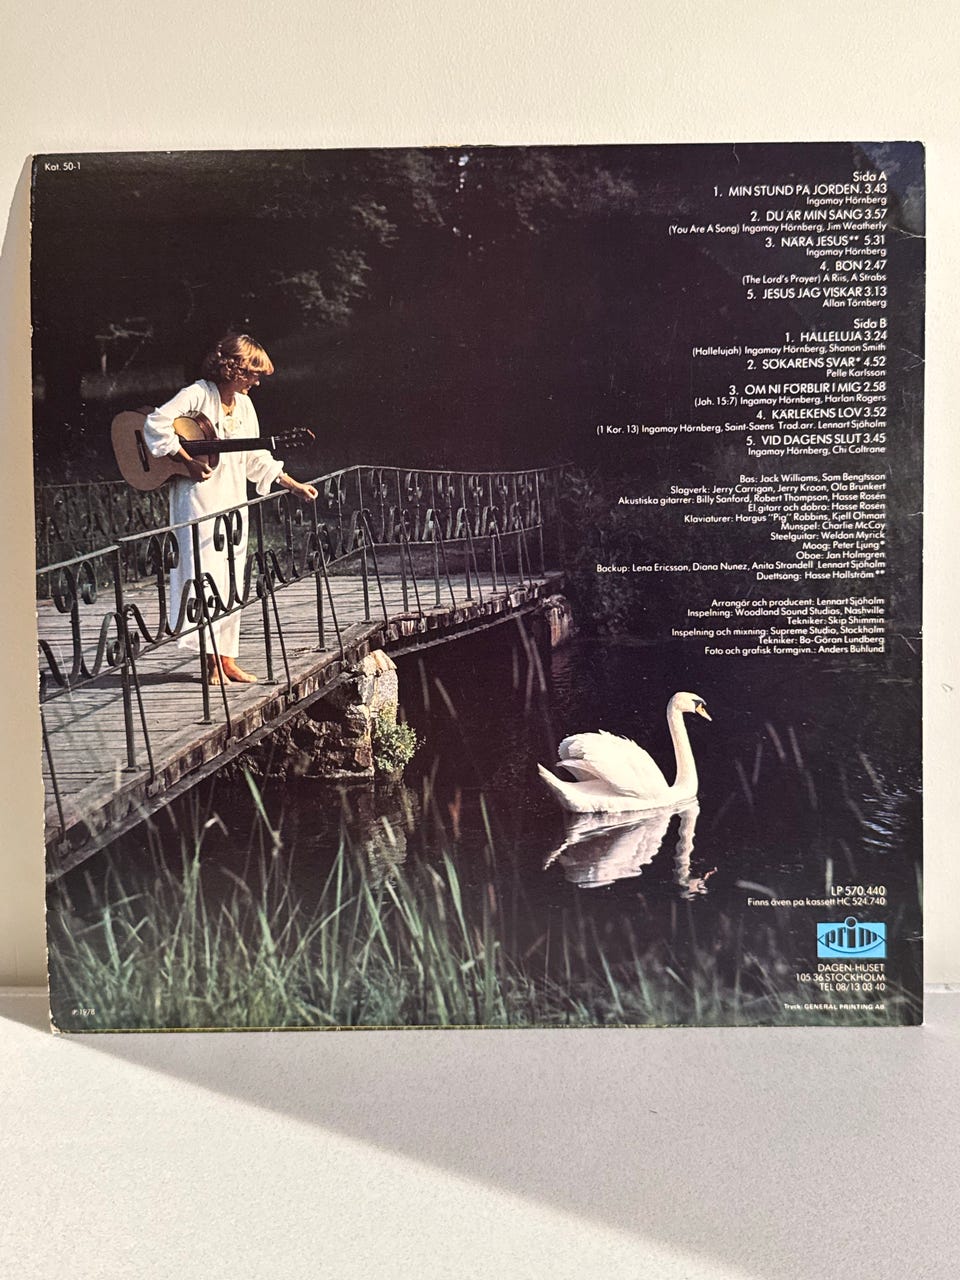 Kat. 50-1
Sida A
1. MIN STUND PÅ JORDEN. 3.43
Ingamay Hörnberg
2. DU ÄR MIN SANG 3.57
(You Are A Song) Ingamay Hörnberg, Jim Weatherly
3. NÄRA JESUS** 5.31
Ingamay Hörnberg
4. BÖN 2.47
(The Lord's Prayer) A Riis, A Strabs
5. JESUS JAG VISKAR 3.13
Allan Törnberg
Sida B
1. HALLELUJA 3.24
(Hallelujah) Ingamay Hörnberg, Shanon Smith
2. SÖKARENS SVAR* 4.52
Pelle Karlsson
3. OM NI FÖRBLIR I MIG 2.58
(Joh. 15:7) Ingamay Hörnberg, Harlan Rogers
4. KÄRLEKENS LOV 3.52
(1 Kor. 13) Ingamay Hörnberg, Saint-Saens Trad.arr. Lennart Sjöholm
5. VID DAGENS SLUT 3.45
Ingamay Hörnberg, Chi Coltrane
Bas: Jack Williams, Sam Bengtsson
Slagverk: Jerry Carrigan, Jerry Kroon, Ola Brunkert
Akustiska gitarrer: Billy Sanford, Robert Thompson, Hasse Rosén
El.gitarr och dobro: Hasse Rosén
Klaviaturer: Hargus "Pig" Robbins, Kjell Öhman
Munspel: Charlie McCoy
Steelguitar: Weldon Myrick
Moog: Peter Ljung*
Oboe: Jan Holmgren
Backup: Lena Ericsson, Diana Nunez, Anita Strandell Lennart Sjöholm
Duettsång: Hasse Hallström**
Arrangör och producent: Lennart Sjöholm
Inspelning: Woodland Sound Studios, Nashville
Tekniker: Skip Shimmin
Inspelning och mixning: Supreme Studio, Stockholm
Tekniker: Bo-Göran Lundberg
Foto och grafisk formgivn.: Anders Buhlund
LP 570.440
Finns även på kassett HC 524.740
prim
DAGEN-HUSET
105 36 STOCKHOLM
TEL 08/13 03 40
Tryck: GENERAL PRINTING AB
℗ 1978